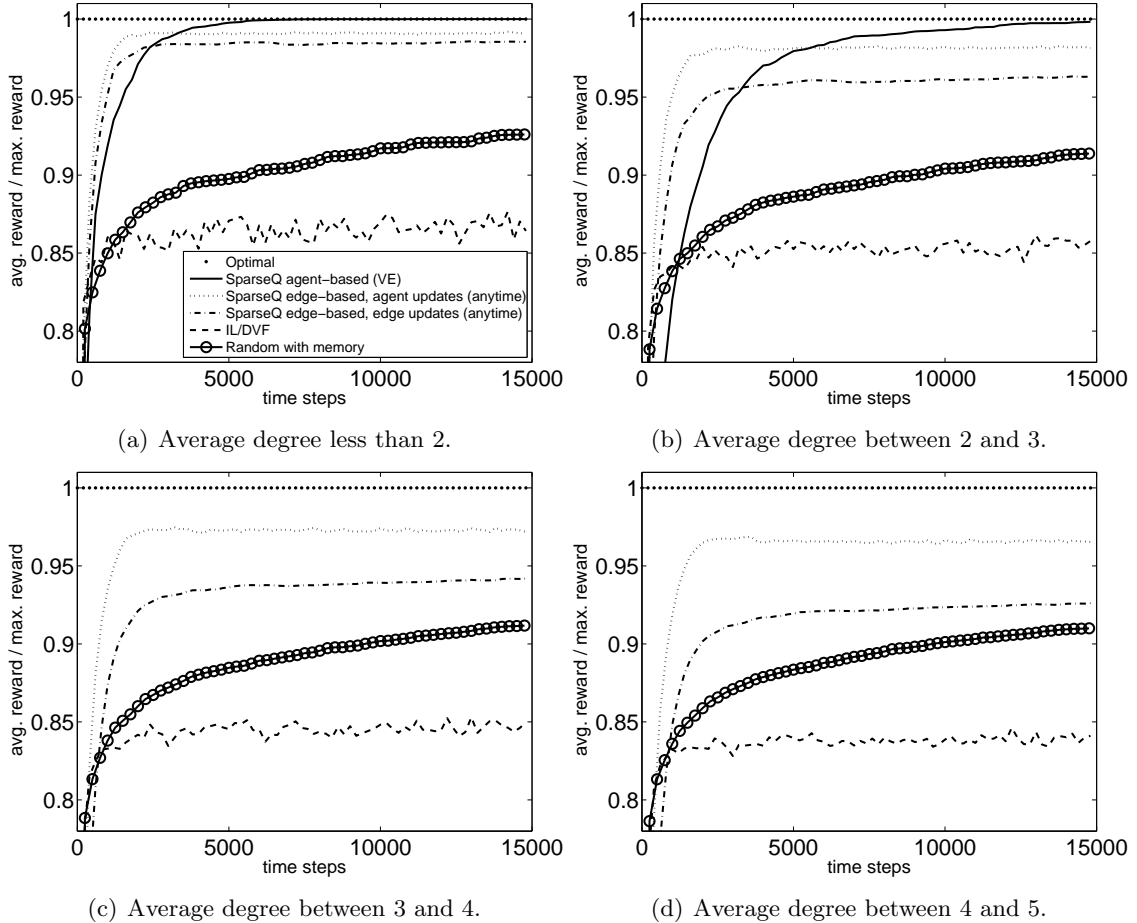 1
0.95
0.9
0.85
0.8
avg. reward / max. reward
Optimal
SparseQ agent-based (VE)
SparseQ edge-based, agent updates (anytime)
SparseQ edge-based, edge updates (anytime)
IL/DVF
Random with memory
0 5000 10000 15000
time steps
(a) Average degree less than 2.
1
0.95
0.9
0.85
0.8
avg. reward / max. reward
0 5000 10000 15000
time steps
(b) Average degree between 2 and 3.
1
0.95
0.9
0.85
0.8
avg. reward / max. reward
0 5000 10000 15000
time steps
(c) Average degree between 3 and 4.
1
0.95
0.9
0.85
0.8
avg. reward / max. reward
0 5000 10000 15000
time steps
(d) Average degree between 4 and 5.